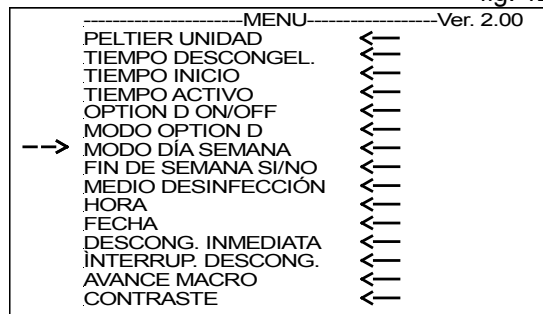 ---------------------MENU-----------------Ver. 2.00
PELTIER UNIDAD
TIEMPO DESCONGEL.
TIEMPO INICIO
TIEMPO ACTIVO
OPTION D ON/OFF
MODO OPTION D
MODO DÍA SEMANA
FIN DE SEMANA SI/NO
MEDIO DESINFECCIÓN
HORA
FECHA
DESCONG. INMEDIATA
ÌNTERRUP. DESCONG.
AVANCE MACRO
CONTRASTE